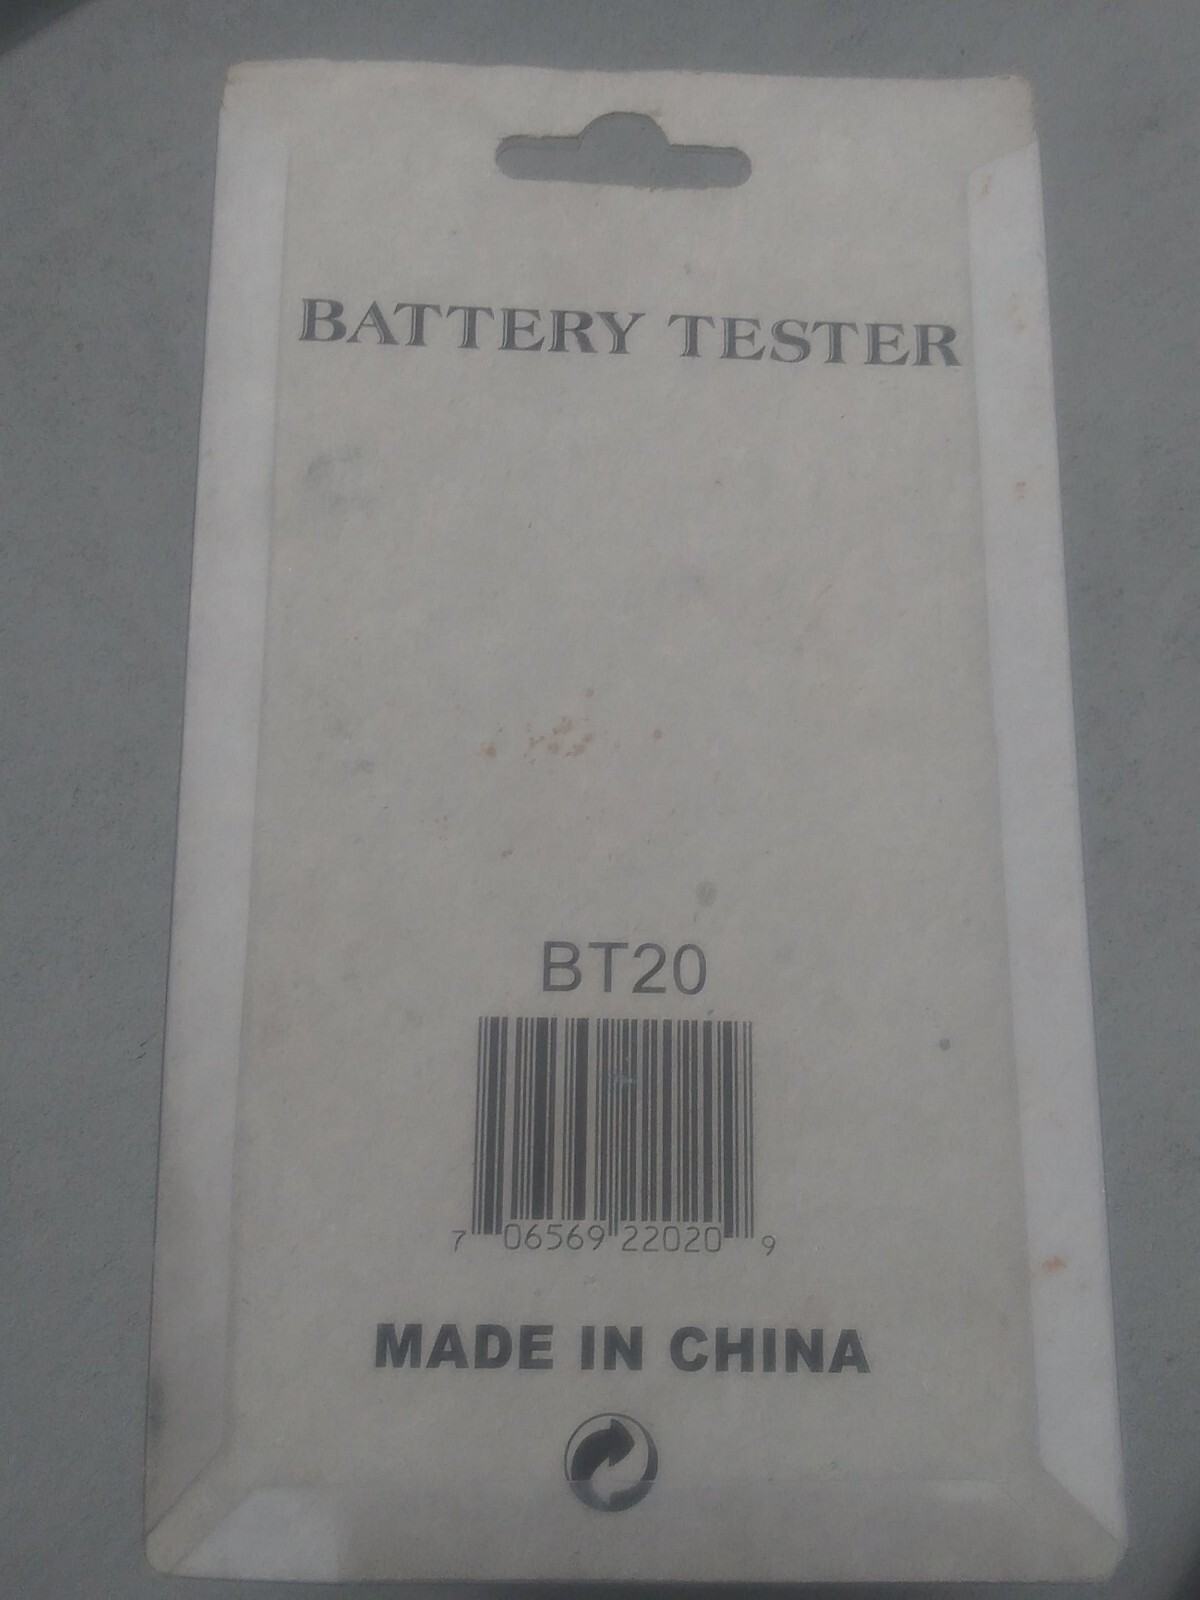 BATTERY TESTER
BT20
7 06569 22020 9
MADE IN CHINA